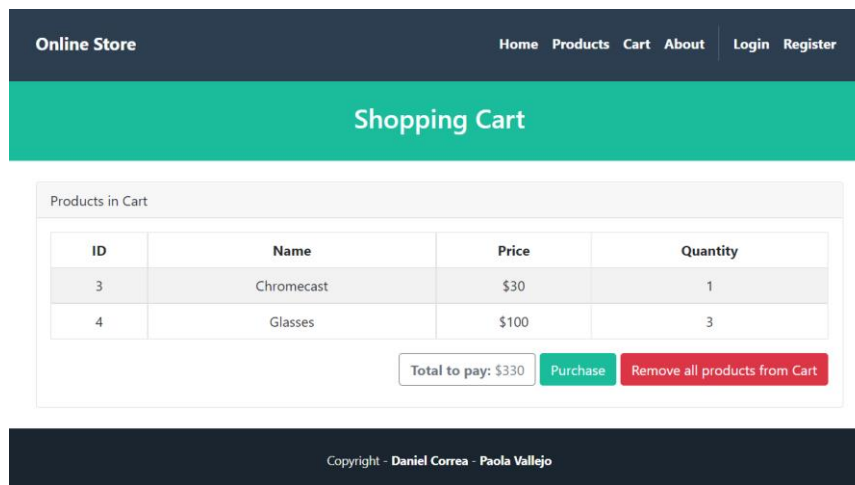 Online Store Home Products Cart About Login Register
Shopping Cart
Products in Cart
ID Name Price Quantity
3 Chromecast $30 1
4 Glasses $100 3
Total to pay: $330 Purchase Remove all products from Cart
Copyright - Daniel Correa - Paola Vallejo